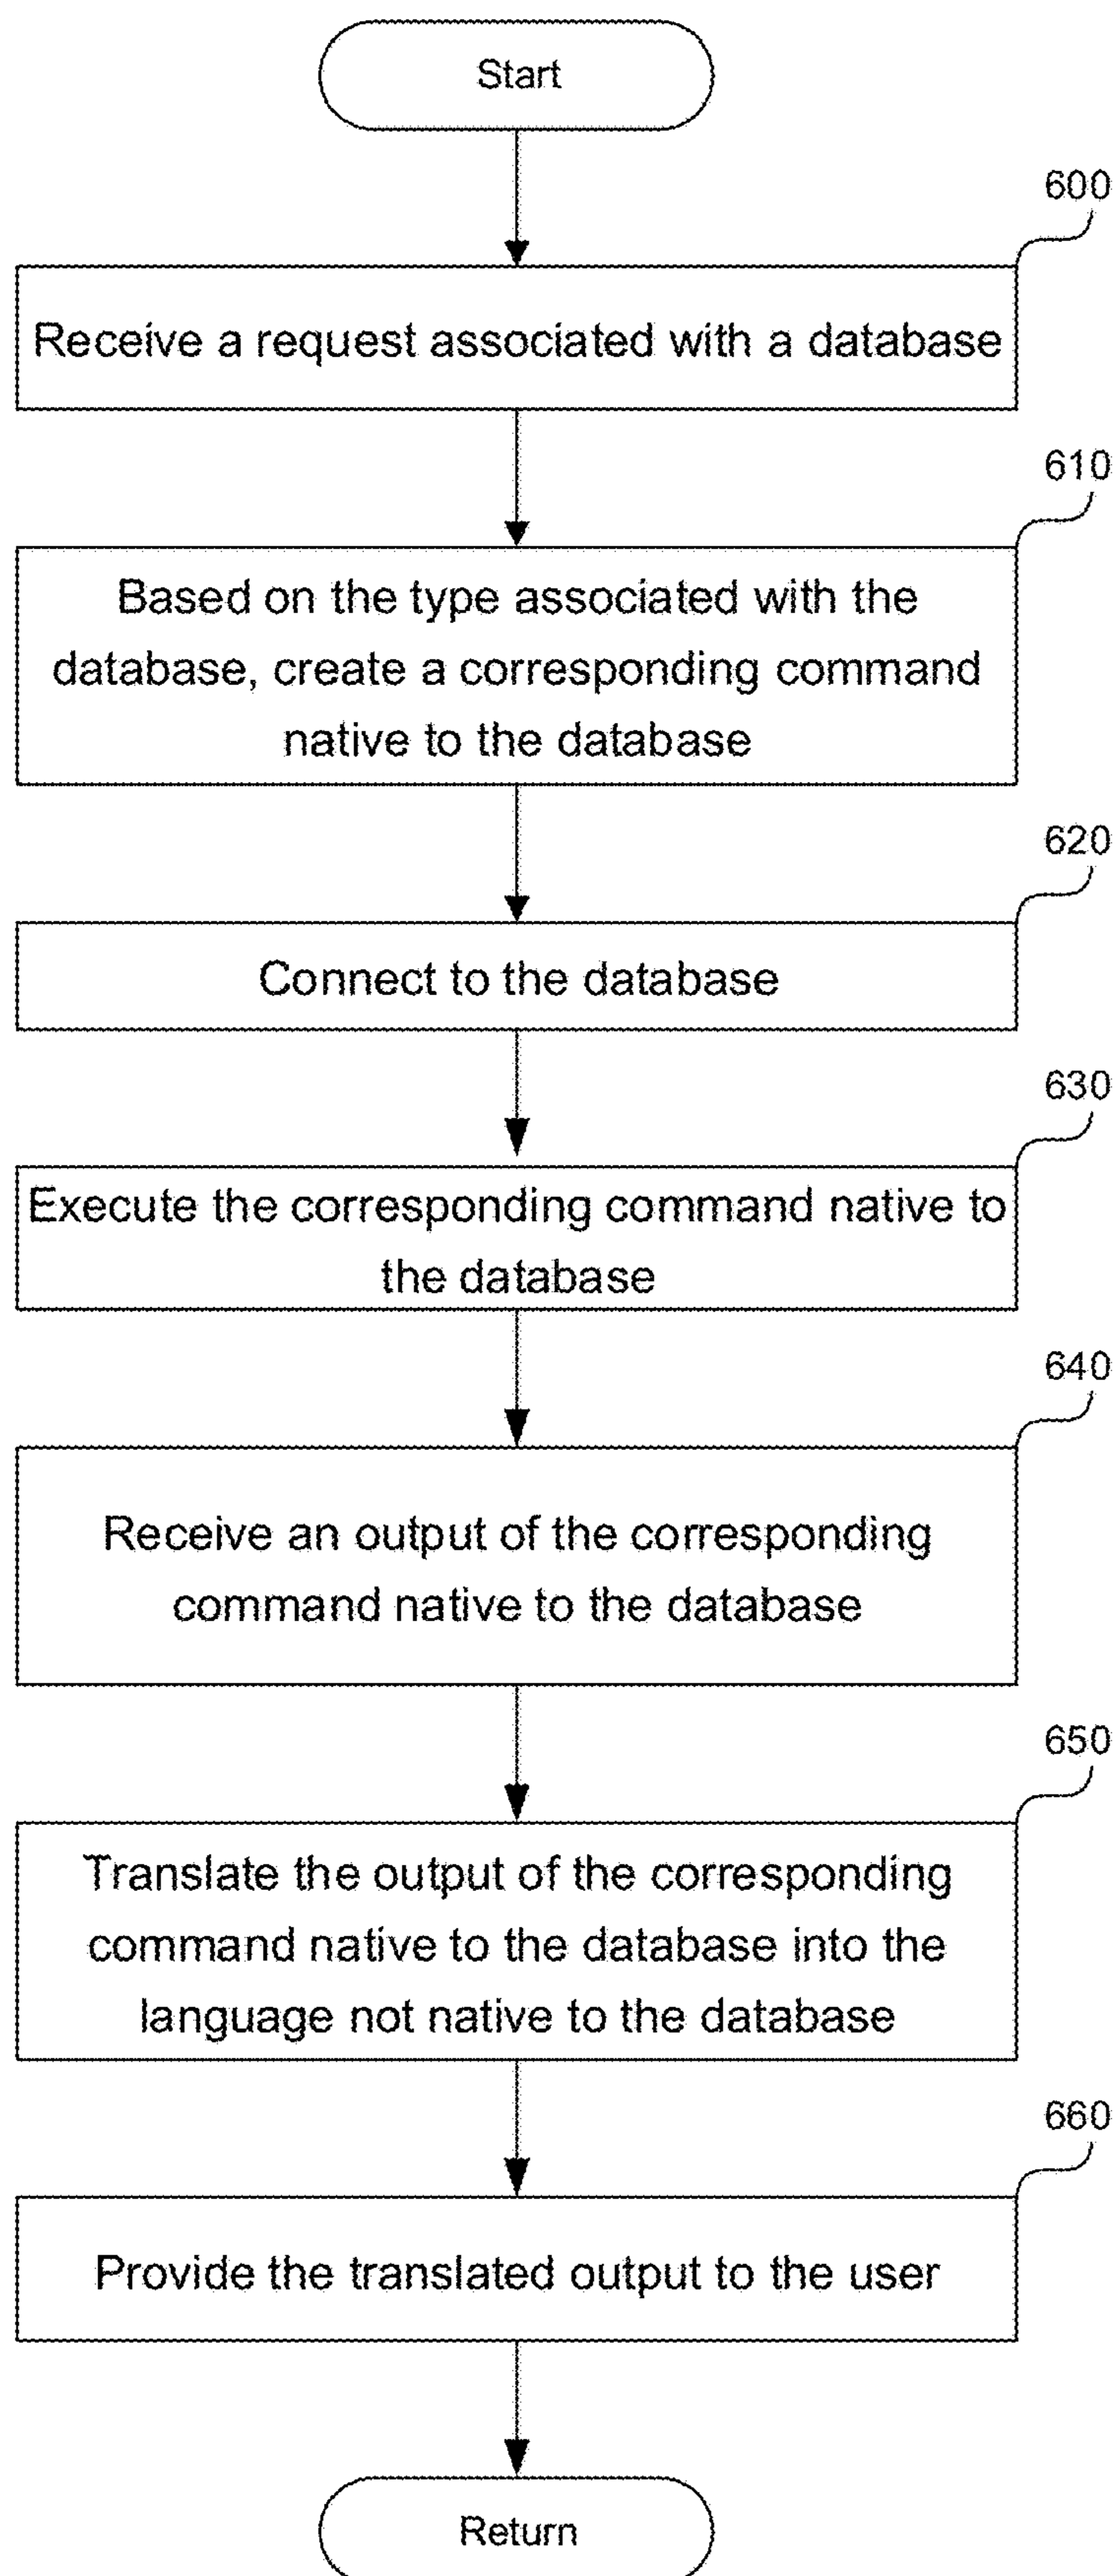 Start
600
Receive a request associated with a database
610
Based on the type associated with the
database, create a corresponding command
native to the database
620
Connect to the database
630
Execute the corresponding command native to
the database
640
Receive an output of the corresponding
command native to the database
650
Translate the output of the corresponding
command native to the database into the
language not native to the database
660
Provide the translated output to the user
Return